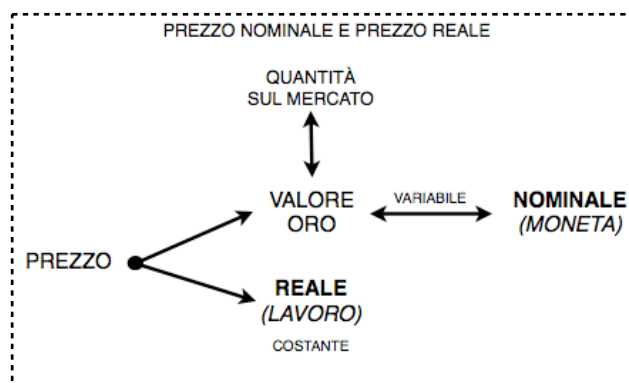 PREZZO NOMINALE E PREZZO REALE
QUANTITÀ
SUL MERCATO
VALORE
ORO
VARIABILE
NOMINALE
(MONETA)
PREZZO
REALE
(LAVORO)
COSTANTE